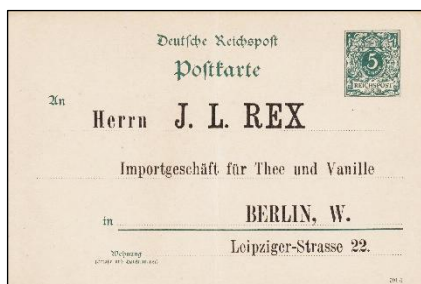 Deutsche Reichspost
Postkarte
5
REICHSPOST
An
Herrn J. L. REX
Importgeschäft für Thee und Vanille
in BERLIN, W.
Wohnung
Leipziger-Strasse 22.